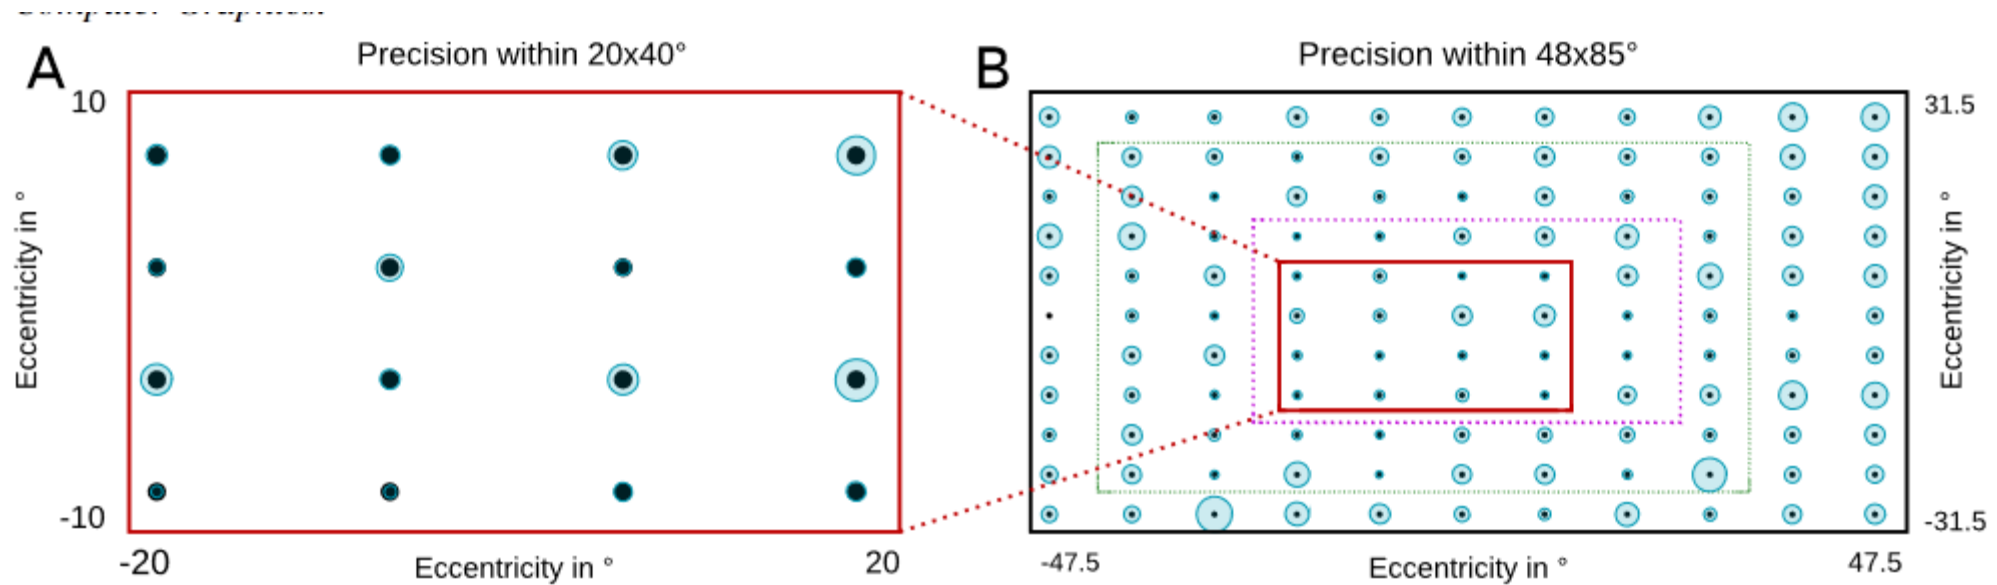 A
Precision within 20x40°
10
Eccentricity in °
-10
-20
Eccentricity in °
20
B
Precision within 48x85°
31.5
Eccentricity in °
-31.5
-47.5
Eccentricity in °
47.5